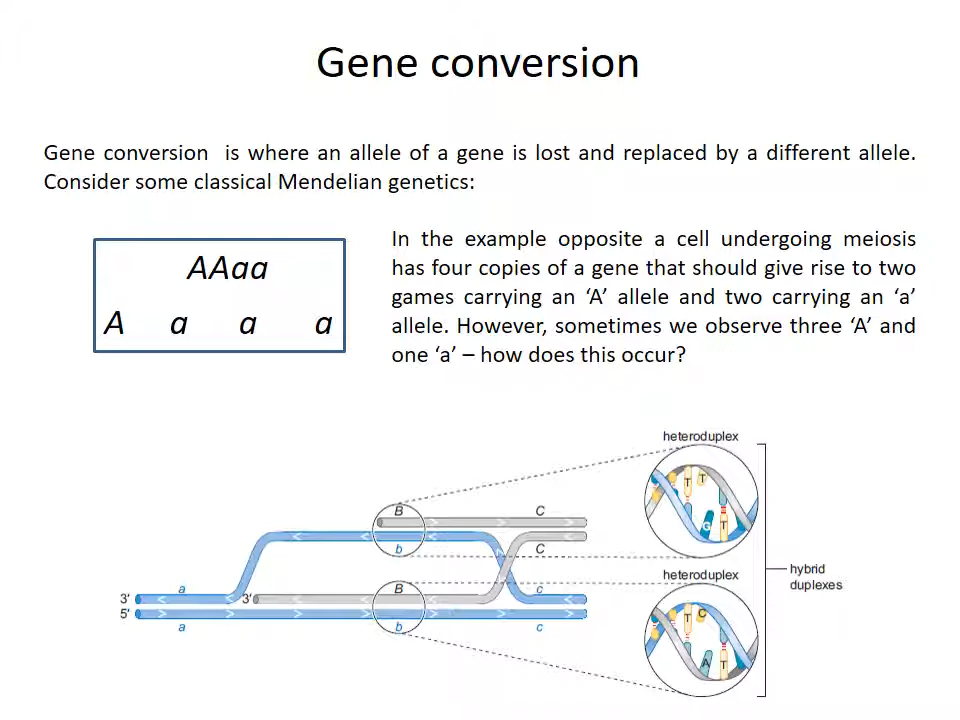 Gene conversion
Gene conversion is where an allele of a gene is lost and replaced by a different allele.
Consider some classical Mendelian genetics:
AAaa
A a a a
In the example opposite a cell undergoing meiosis
has four copies of a gene that should give rise to two
games carrying an ‘A’ allele and two carrying an ‘a’
allele. However, sometimes we observe three ‘A’ and
one ‘a’ – how does this occur?
heteroduplex
T T
G T
B C
b C
hybrid
duplexes
heteroduplex
a 3′ B c
3′
5′
a b c
T C
A T